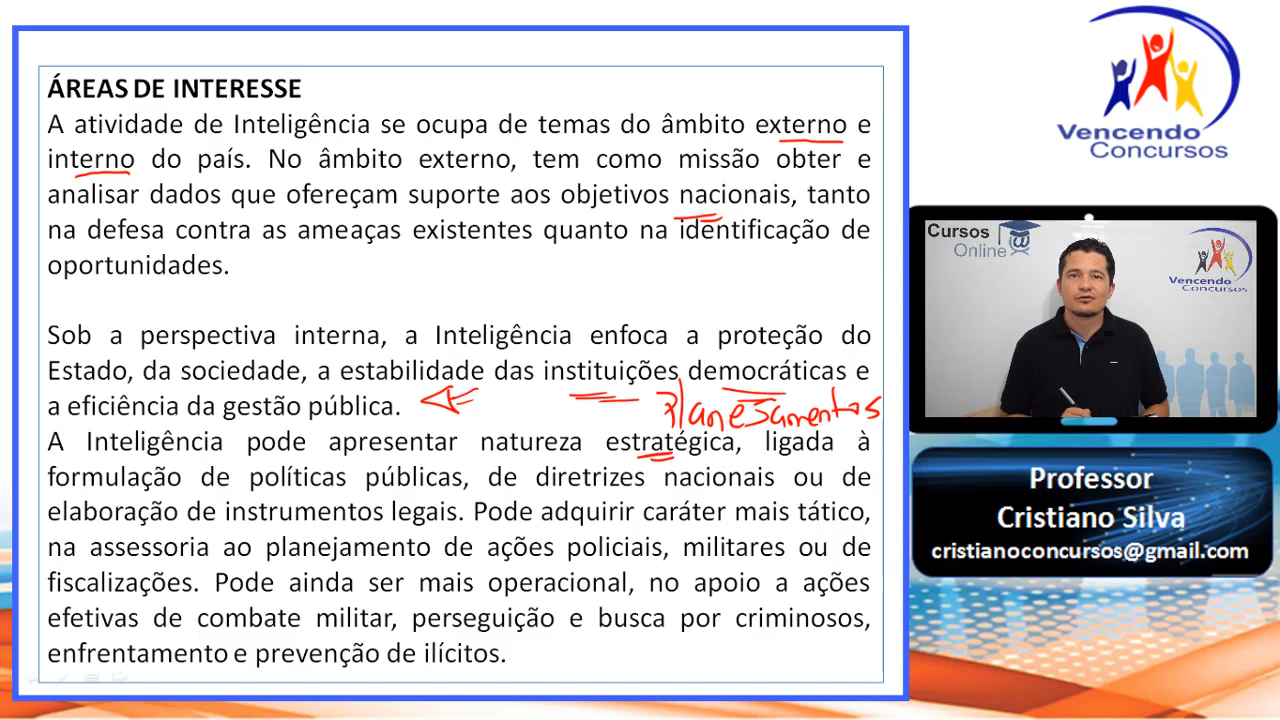 ÁREAS DE INTERESSE
A atividade de Inteligência se ocupa de temas do âmbito externo e
interno do país. No âmbito externo, tem como missão obter e
analisar dados que ofereçam suporte aos objetivos nacionais, tanto
na defesa contra as ameaças existentes quanto na identificação de
oportunidades.
Sob a perspectiva interna, a Inteligência enfoca a proteção do
Estado, da sociedade, a estabilidade das instituições democráticas e
a eficiência da gestão pública.
Planejamentos
A Inteligência pode apresentar natureza estratégica, ligada à
formulação de políticas públicas, de diretrizes nacionais ou de
elaboração de instrumentos legais. Pode adquirir caráter mais tático,
na assessoria ao planejamento de ações policiais, militares ou de
fiscalizações. Pode ainda ser mais operacional, no apoio a ações
efetivas de combate militar, perseguição e busca por criminosos,
enfrentamento e prevenção de ilícitos.
Vencendo
Concursos
Cursos
Online
Vencendo
Concursos
Professor
Cristiano Silva
cristianoconcursos@gmail.com